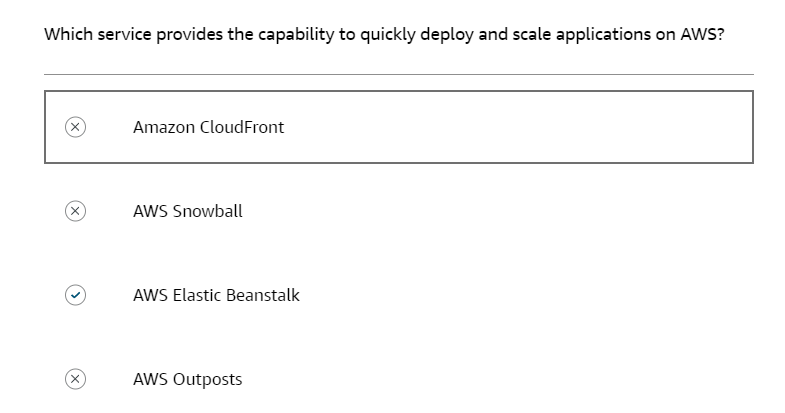 Which service provides the capability to quickly deploy and scale applications on AWS?
Amazon CloudFront
AWS Snowball
AWS Elastic Beanstalk
AWS Outposts